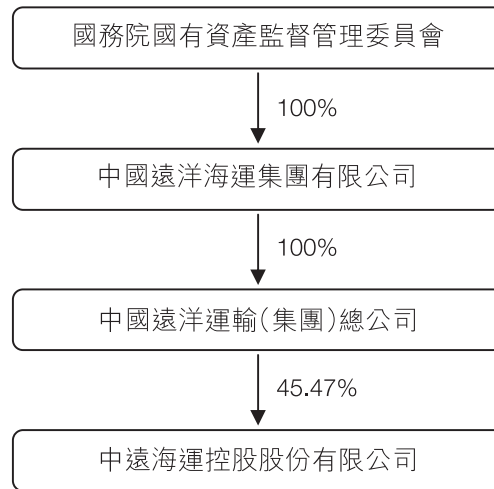 國務院國有資產監督管理委員會
100%
中國遠洋海運集團有限公司
100%
中國遠洋運輸(集團)總公司
45.47%
中遠海運控股股份有限公司